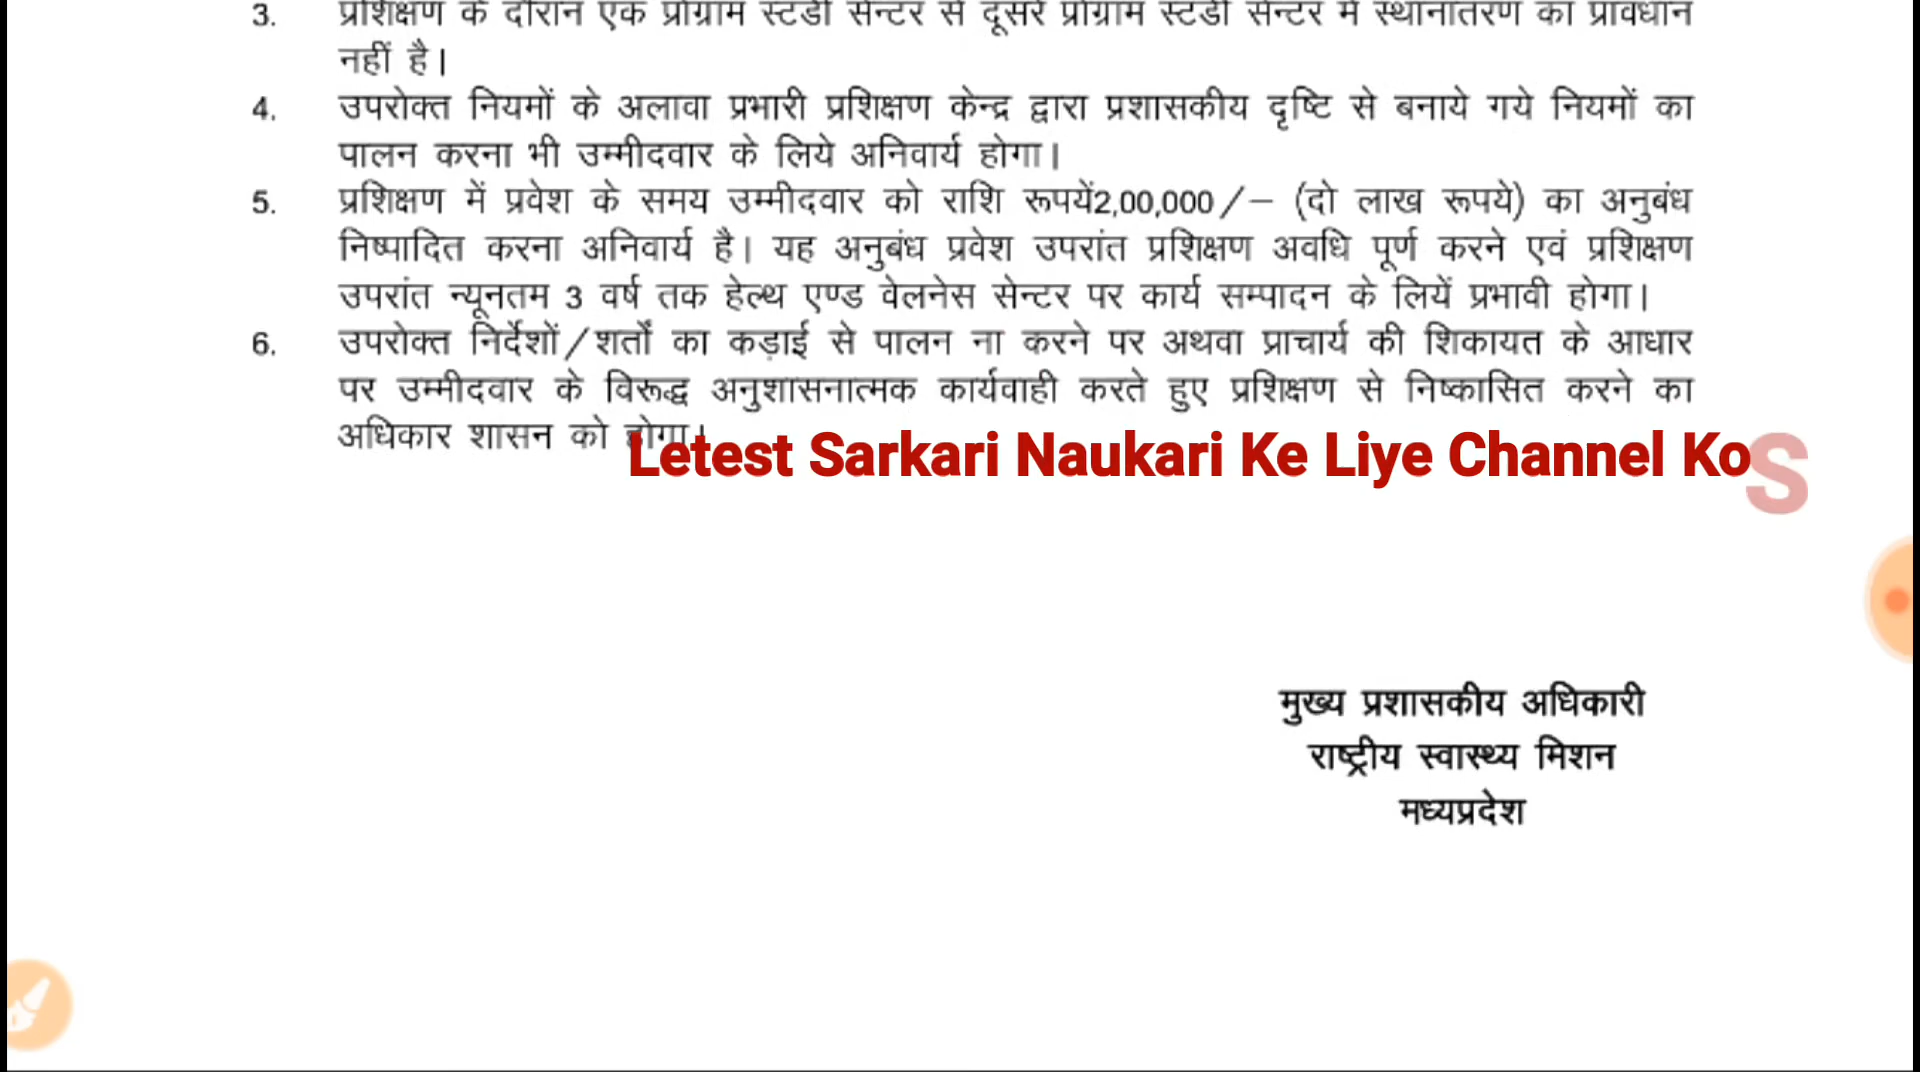 3. प्रशिक्षण के दौरान एक प्रोग्राम स्टडी सेन्टर से दूसरे प्रोग्राम स्टडी सेन्टर में स्थानांतरण का प्रावधान
नहीं है।
4. उपरोक्त नियमों के अलावा प्रभारी प्रशिक्षण केन्द्र द्वारा प्रशासकीय दृष्टि से बनाये गये नियमों का
पालन करना भी उम्मीदवार के लिये अनिवार्य होगा।
5. प्रशिक्षण में प्रवेश के समय उम्मीदवार को राशि रूपयें2,00,000/– (दो लाख रूपये) का अनुबंध
निष्पादित करना अनिवार्य है। यह अनुबंध प्रवेश उपरांत प्रशिक्षण अवधि पूर्ण करने एवं प्रशिक्षण
उपरांत न्यूनतम 3 वर्ष तक हेल्थ एण्ड वेलनेस सेन्टर पर कार्य सम्पादन के लियें प्रभावी होगा।
6. उपरोक्त निर्देशों/शर्तों का कड़ाई से पालन ना करने पर अथवा प्राचार्य की शिकायत के आधार
पर उम्मीदवार के विरूद्ध अनुशासनात्मक कार्यवाही करते हुए प्रशिक्षण से निष्कासित करने का
अधिकार शासन को होगा।
Letest Sarkari Naukari Ke Liye Channel Ko S
मुख्य प्रशासकीय अधिकारी
राष्ट्रीय स्वास्थ्य मिशन
मध्यप्रदेश